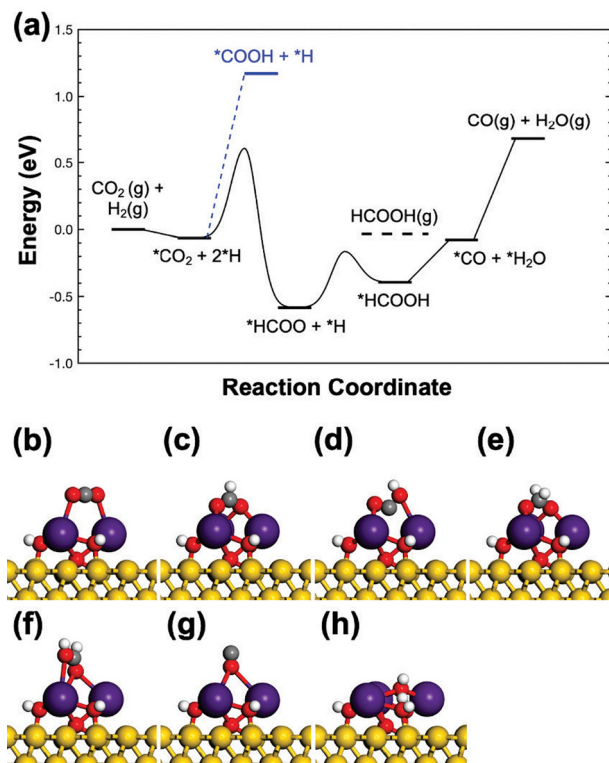 (a)
1.5
1.0
0.5
0.0
-0.5
-1.0
Energy (eV)
*COOH + *H
CO(g) + H₂O(g)
CO₂ (g) +
H₂(g)
HCOOH(g)
*CO₂ + 2*H
*CO + *H₂O
*HCOOH
*HCOO + *H
Reaction Coordinate
(b) (c) (d) (e)
(f) (g) (h)